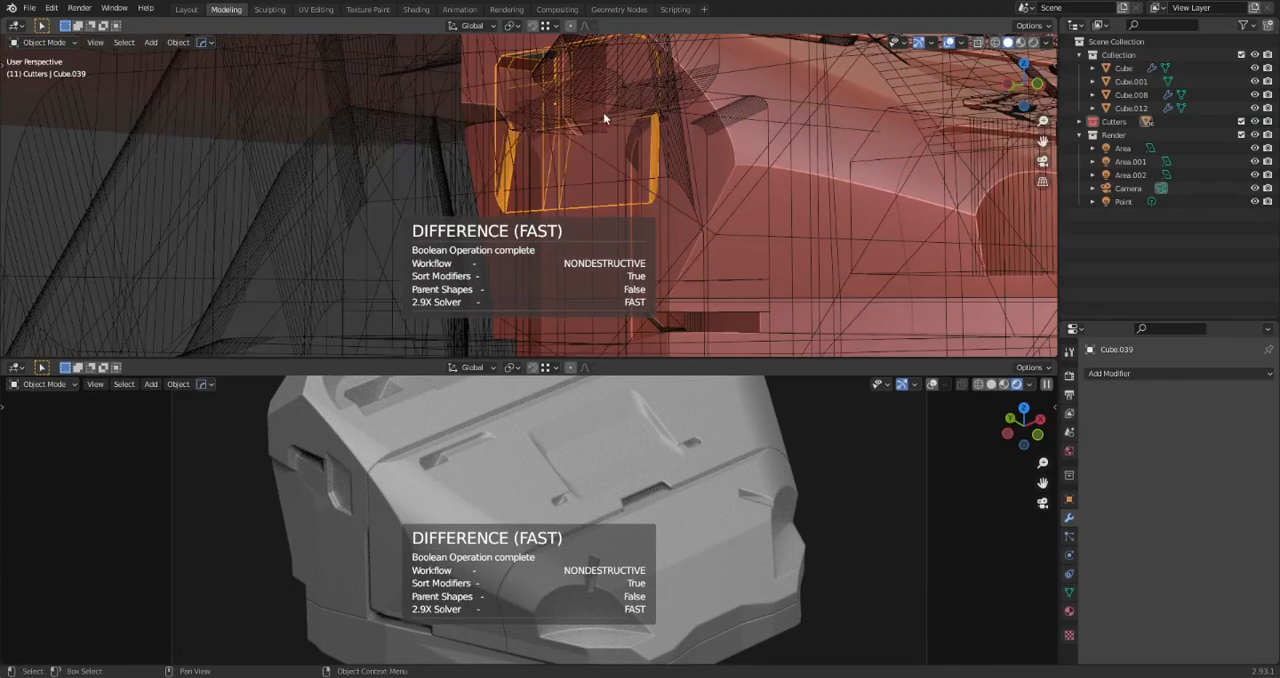 File Edit Render Window Help Layout Modeling Sculpting UV Editing Texture Paint Shading Animation Rendering Compositing Geometry Nodes Scripting + Scene View Layer
Global Options
Object Mode View Select Add Object
User Perspective
(11) Cutters | Cube.039
Z
DIFFERENCE (FAST)
Boolean Operation complete
Workflow - NONDESTRUCTIVE
Sort Modifiers - True
Parent Shapes - False
2.9X Solver - FAST
Global Options
Object Mode View Select Add Object
Z
Y
X
DIFFERENCE (FAST)
Boolean Operation complete
Workflow - NONDESTRUCTIVE
Sort Modifiers - True
Parent Shapes - False
2.9X Solver - FAST
Scene Collection
Collection
Cube
Cube.001
Cube.008
Cube.012
Cutters
Render
Area
Area.001
Area.002
Camera
Point
Cube.039
Add Modifier
Select Box Select Pan View Object Context Menu 2.93.1